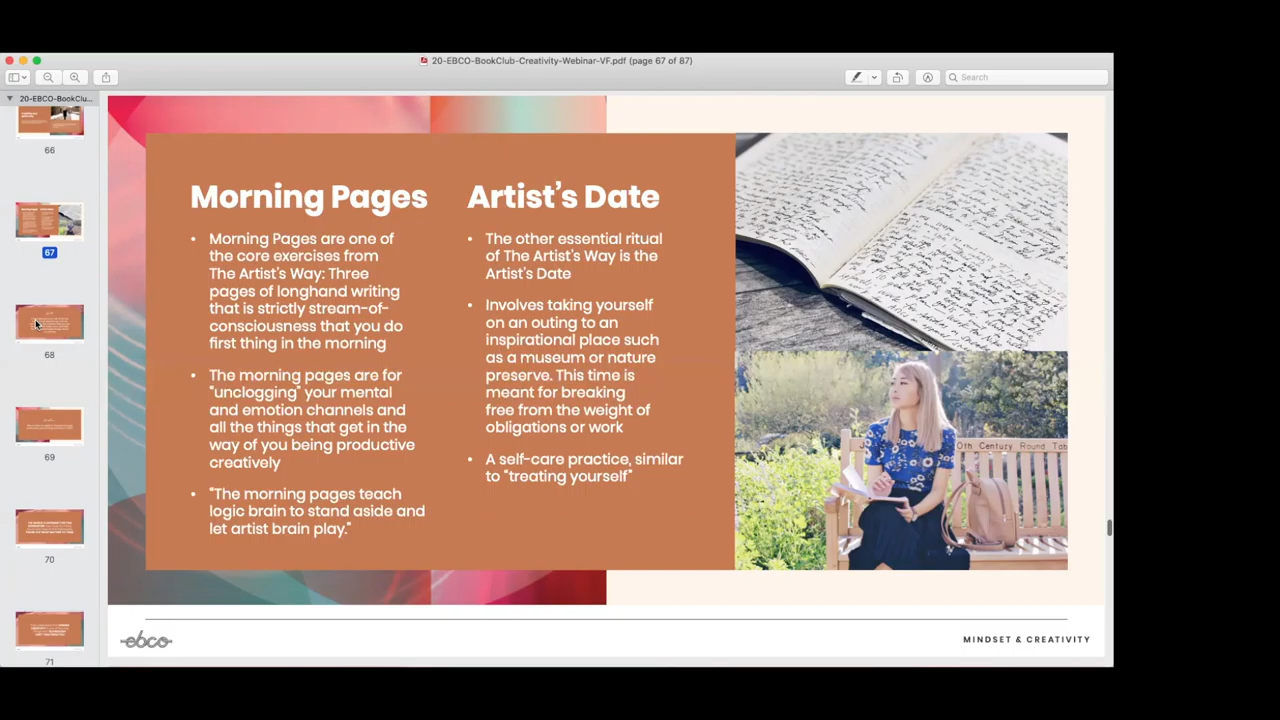 20-EBCO-BookClub-Creativity-Webinar-VF.pdf (page 67 of 87)
Search
20-EBCO-BookClu...
66
67
68
69
70
71
Morning Pages
• Morning Pages are one of
the core exercises from
The Artist's Way: Three
pages of longhand writing
that is strictly stream-of-
consciousness that you do
first thing in the morning
• The morning pages are for
"unclogging" your mental
and emotion channels and
all the things that get in the
way of you being productive
creatively
• "The morning pages teach
logic brain to stand aside and
let artist brain play."
Artist's Date
• The other essential ritual
of The Artist's Way is the
Artist's Date
• Involves taking yourself
on an outing to an
inspirational place such
as a museum or nature
preserve. This time is
meant for breaking
free from the weight of
obligations or work
• A self-care practice, similar
to "treating yourself"
0th Century Round Tab
ebco
MINDSET & CREATIVITY